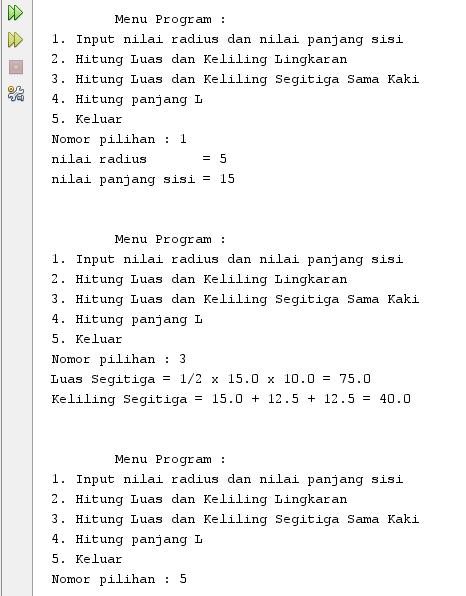 Menu Program :
1. Input nilai radius dan nilai panjang sisi
2. Hitung Luas dan Keliling Lingkaran
3. Hitung Luas dan Keliling Segitiga Sama Kaki
4. Hitung panjang L
5. Keluar
Nomor pilihan : 1
nilai radius       = 5
nilai panjang sisi = 15
Menu Program :
1. Input nilai radius dan nilai panjang sisi
2. Hitung Luas dan Keliling Lingkaran
3. Hitung Luas dan Keliling Segitiga Sama Kaki
4. Hitung panjang L
5. Keluar
Nomor pilihan : 3
Luas Segitiga = 1/2 x 15.0 x 10.0 = 75.0
Keliling Segitiga = 15.0 + 12.5 + 12.5 = 40.0
Menu Program :
1. Input nilai radius dan nilai panjang sisi
2. Hitung Luas dan Keliling Lingkaran
3. Hitung Luas dan Keliling Segitiga Sama Kaki
4. Hitung panjang L
5. Keluar
Nomor pilihan : 5